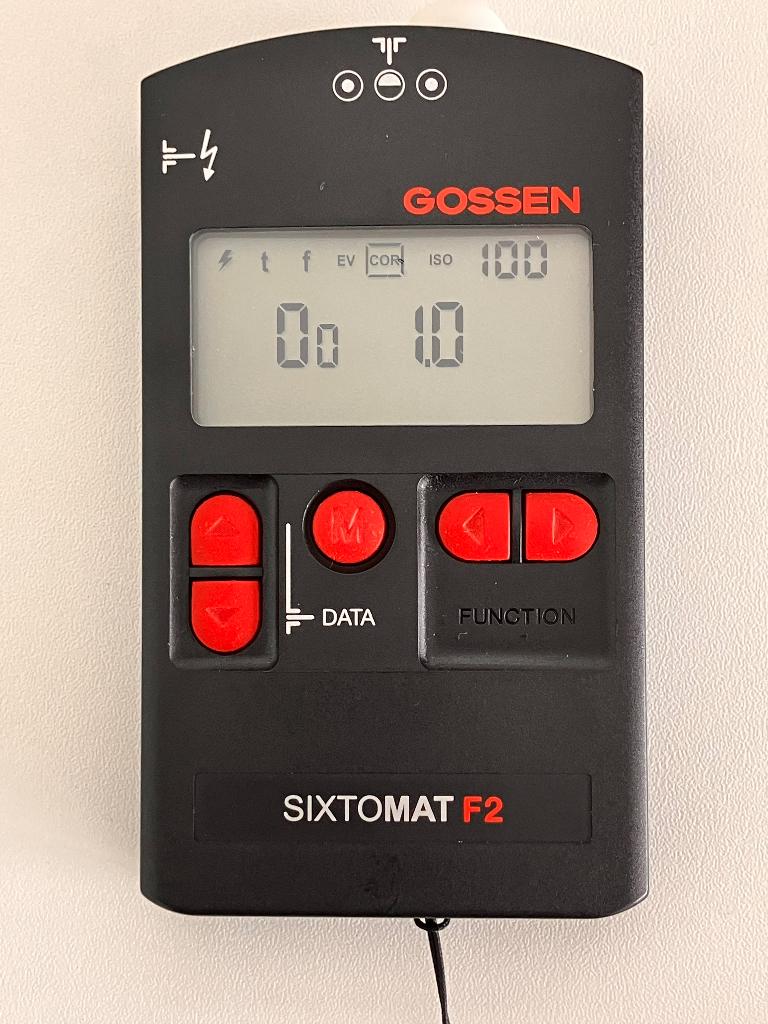 GOSSEN
t f EV COR ISO 100
0 0 1.0
M
DATA
FUNCTION
SIXTOMAT F2